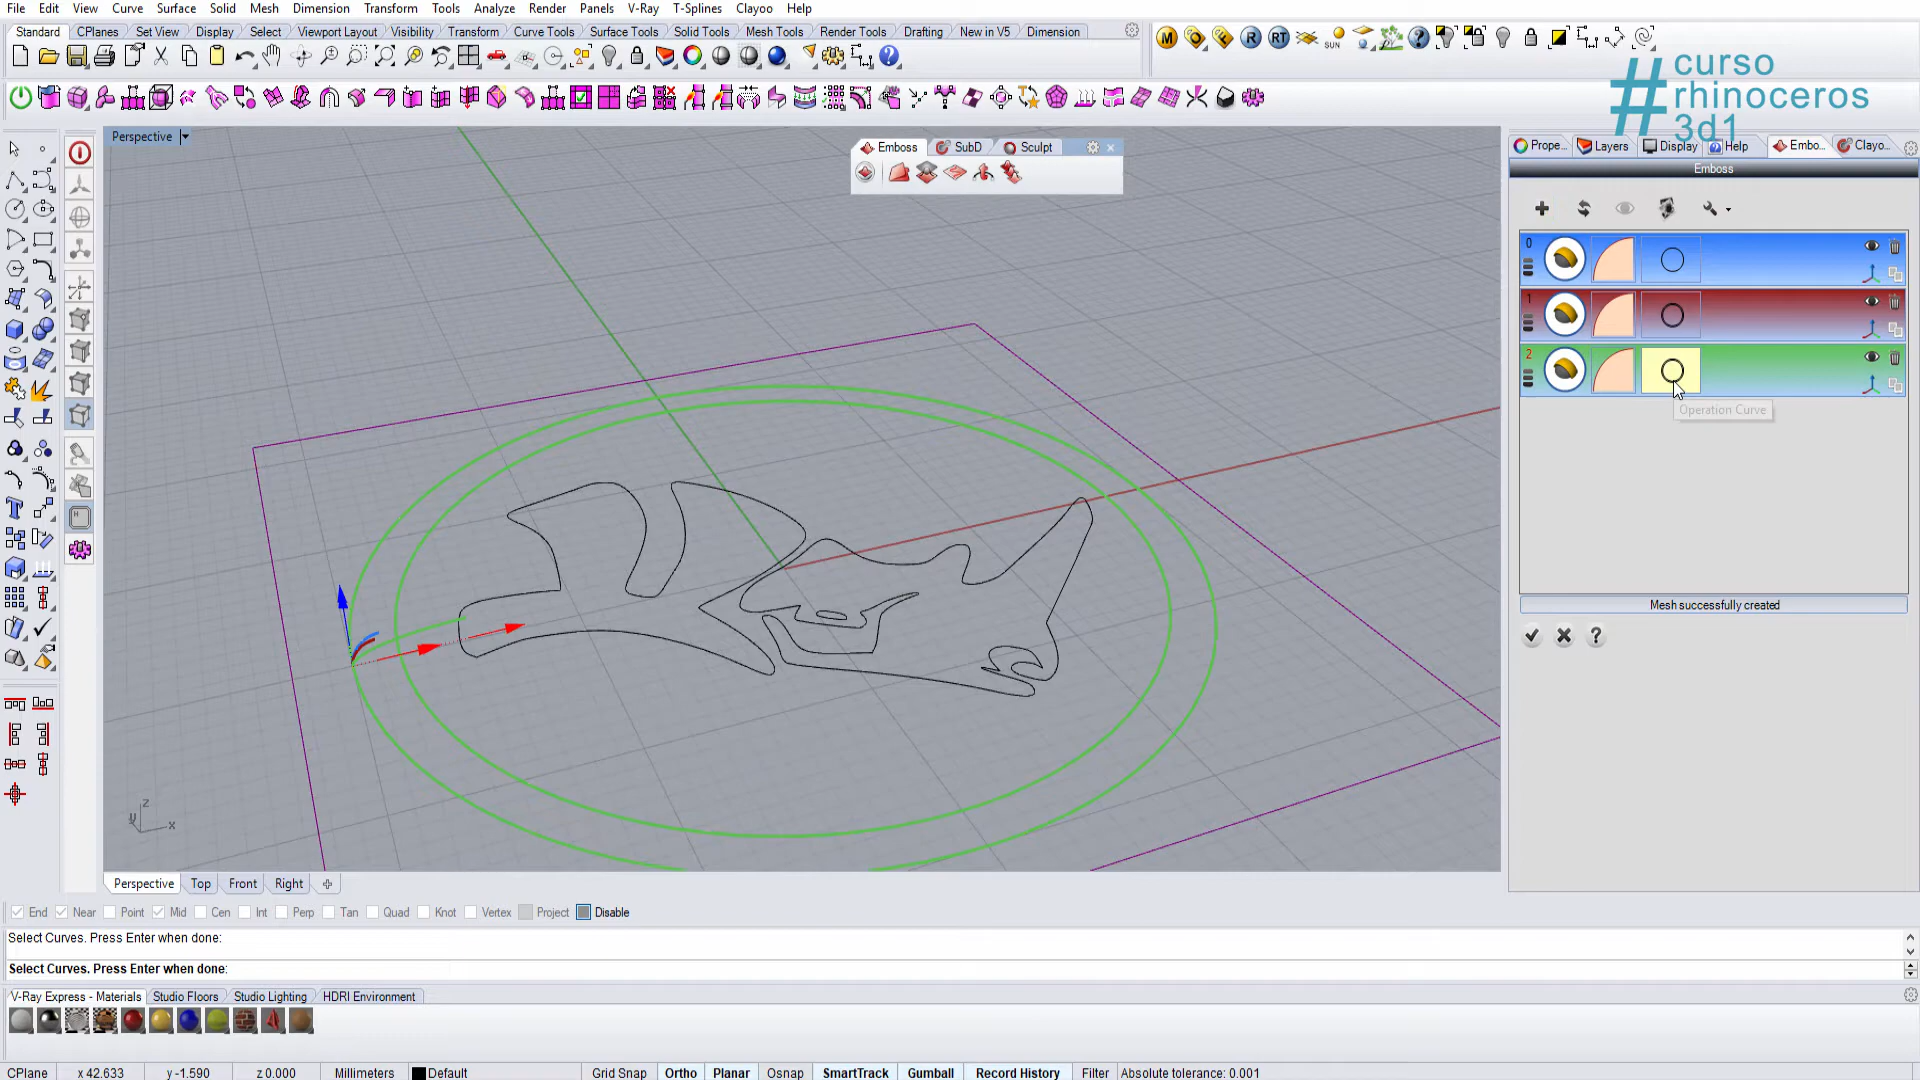 File Edit View Curve Surface Solid Mesh Dimension Transform Tools Analyze Render Panels V-Ray T-Splines Clayoo Help
Standard CPlanes Set View Display Select Viewport Layout Visibility Transform Curve Tools Surface Tools Solid Tools Mesh Tools Render Tools Drafting New in V5 Dimension
SUN
# curso
rhinoceros
3d1
Perspective
Emboss SubD Sculpt
Prope... Layers Display Help Embo... Clayo...
Emboss
0
1
2
Operation Curve
Mesh successfully created
z
y x
Perspective Top Front Right
End Near Point Mid Cen Int Perp Tan Quad Knot Vertex Project Disable
Select Curves. Press Enter when done:
Select Curves. Press Enter when done:
V-Ray Express - Materials Studio Floors Studio Lighting HDRI Environment
CPlane x 42.633 y -1.590 z 0.000 Millimeters Default Grid Snap Ortho Planar Osnap SmartTrack Gumball Record History Filter Absolute tolerance: 0.001